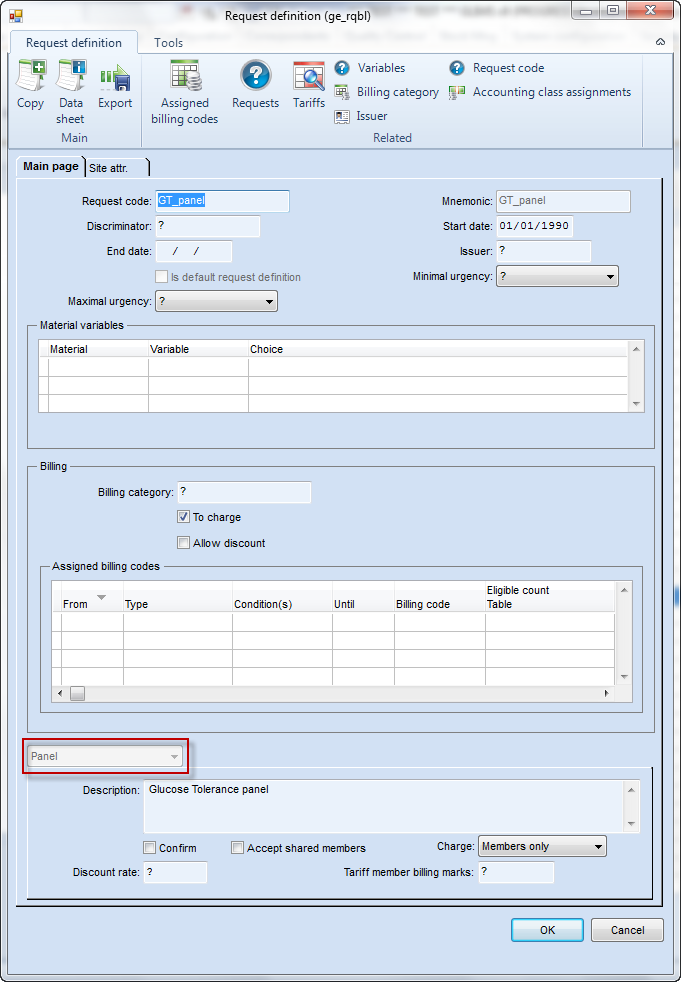 Request definition (ge_rqbl)
Request definition Tools
Copy Data sheet Export Assigned billing codes Requests Tariffs
Variables Request code
Billing category Accounting class assignments
Issuer
Main Related
Main page Site attr.
Request code: GT_panel Mnemonic: GT_panel
Discriminator: ? Start date: 01/01/1990
End date: / / Issuer: ?
Is default request definition Minimal urgency: ?
Maximal urgency: ?
Material variables
Material Variable Choice
Billing
Billing category: ?
To charge
Allow discount
Assigned billing codes
Eligible count
From Type Condition(s) Until Billing code Table
Panel
Description: Glucose Tolerance panel
Confirm Accept shared members Charge: Members only
Discount rate: ? Tariff member billing marks: ?
OK Cancel